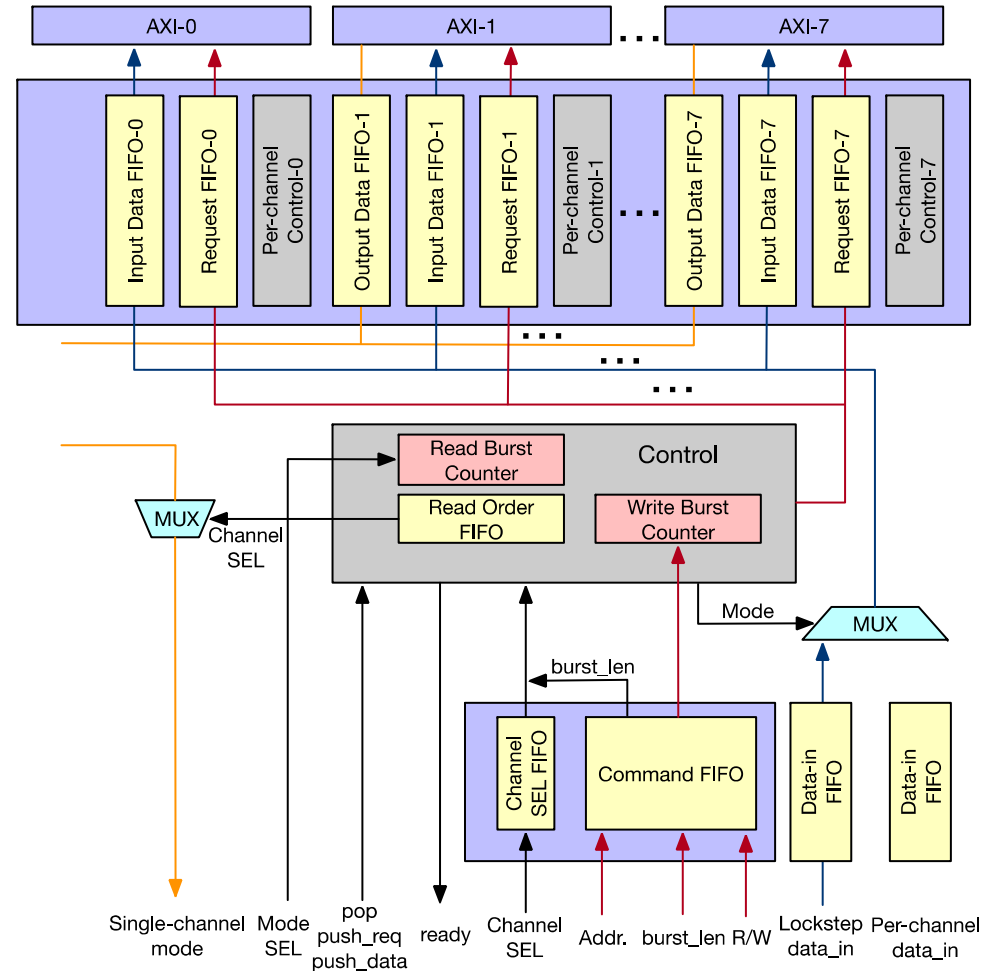 AXI-0
AXI-1
...
AXI-7
Input Data FIFO-0
Request FIFO-0
Per-channel
Control-0
Output Data FIFO-1
Input Data FIFO-1
Request FIFO-1
Per-channel
Control-1
...
Output Data FIFO-7
Input Data FIFO-7
Request FIFO-7
Per-channel
Control-7
...
...
...
Control
Read Burst
Counter
Read Order
FIFO
Write Burst
Counter
MUX
Channel
SEL
Mode
MUX
burst_len
Channel
SEL FIFO
Command FIFO
Data-in
FIFO
Data-in
FIFO
Single-channel
mode
Mode
SEL
pop
push_req
push_data
ready
Channel
SEL
Addr.
burst_len
R/W
Lockstep
data_in
Per-channel
data_in